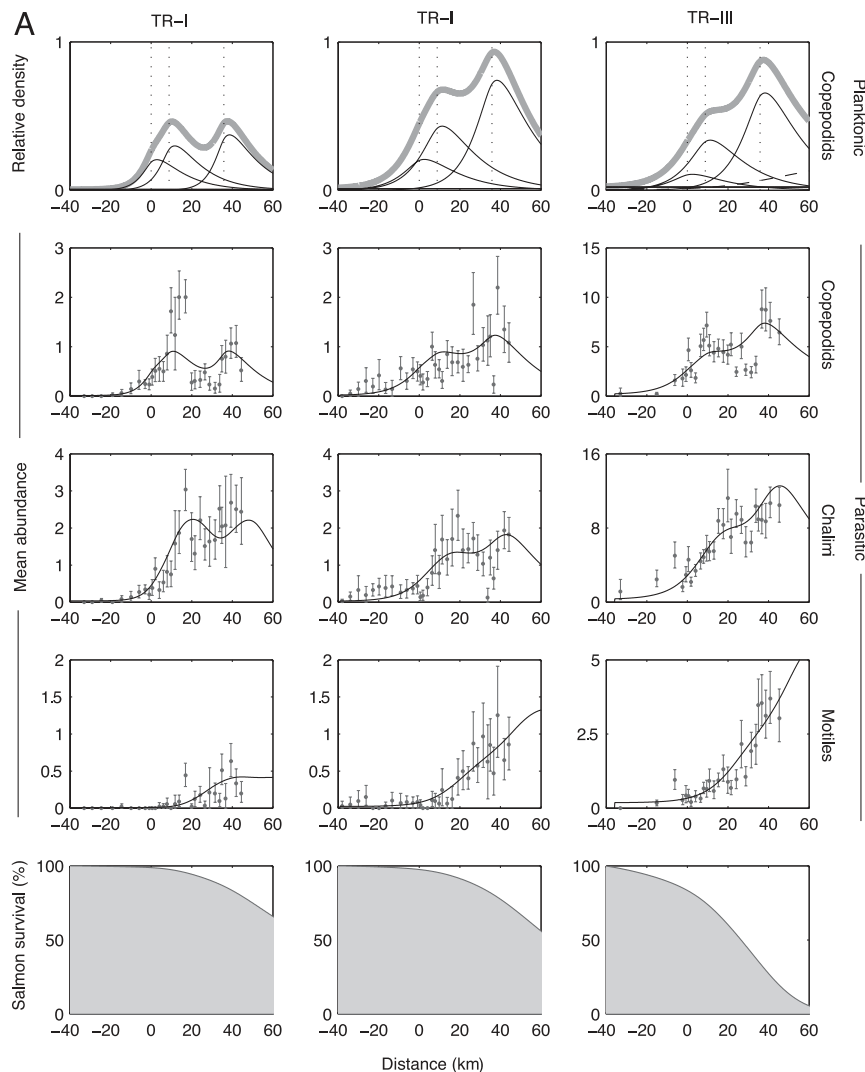 A
TR–I TR–I TR–III
Relative density
1 1 1
0 0 0
−40 −20 0 20 40 60 −40 −20 0 20 40 60 −40 −20 0 20 40 60
Copepodids
Planktonic
3 3 15
2 2 10
1 1 5
0 0 0
−40 −20 0 20 40 60 −40 −20 0 20 40 60 −40 −20 0 20 40 60
Copepodids
Mean abundance
4 4 16
3 3
2 2 8
1 1
0 0 0
−40 −20 0 20 40 60 −40 −20 0 20 40 60 −40 −20 0 20 40 60
Chalimi
Parasitic
2 2 5
1.5 1.5
1 1 2.5
0.5 0.5
0 0 0
−40 −20 0 20 40 60 −40 −20 0 20 40 60 −40 −20 0 20 40 60
Motiles
Salmon survival (%)
100 100 100
50 50 50
0 0 0
−40 −20 0 20 40 60 −40 −20 0 20 40 60 −40 −20 0 20 40 60
Distance (km)